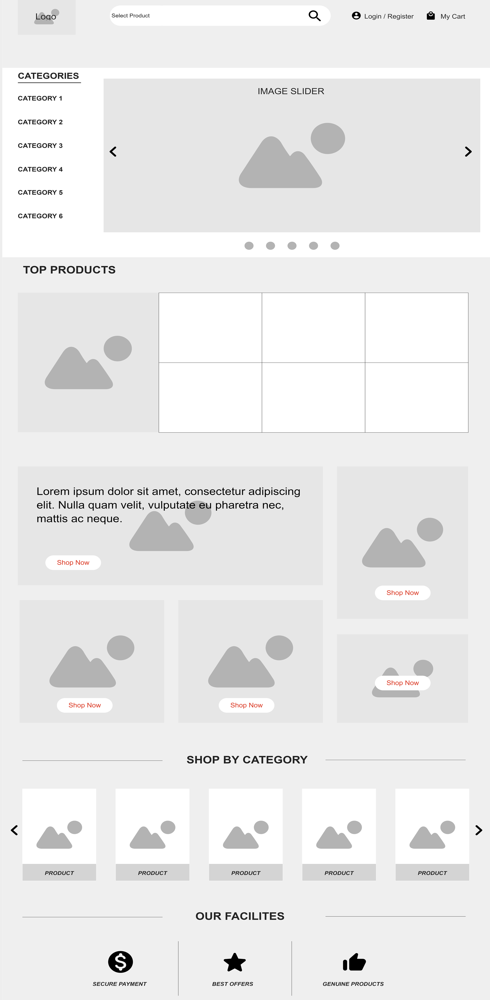 Logo
Select Product
Login / Register
My Cart
CATEGORIES
CATEGORY 1
CATEGORY 2
CATEGORY 3
CATEGORY 4
CATEGORY 5
CATEGORY 6
IMAGE SLIDER
TOP PRODUCTS
Lorem ipsum dolor sit amet, consectetur adipiscing
elit. Nulla quam velit, vulputate eu pharetra nec,
mattis ac neque.
Shop Now
Shop Now
Shop Now
Shop Now
Shop Now
SHOP BY CATEGORY
PRODUCT
PRODUCT
PRODUCT
PRODUCT
PRODUCT
OUR FACILITES
SECURE PAYMENT
BEST OFFERS
GENUINE PRODUCTS